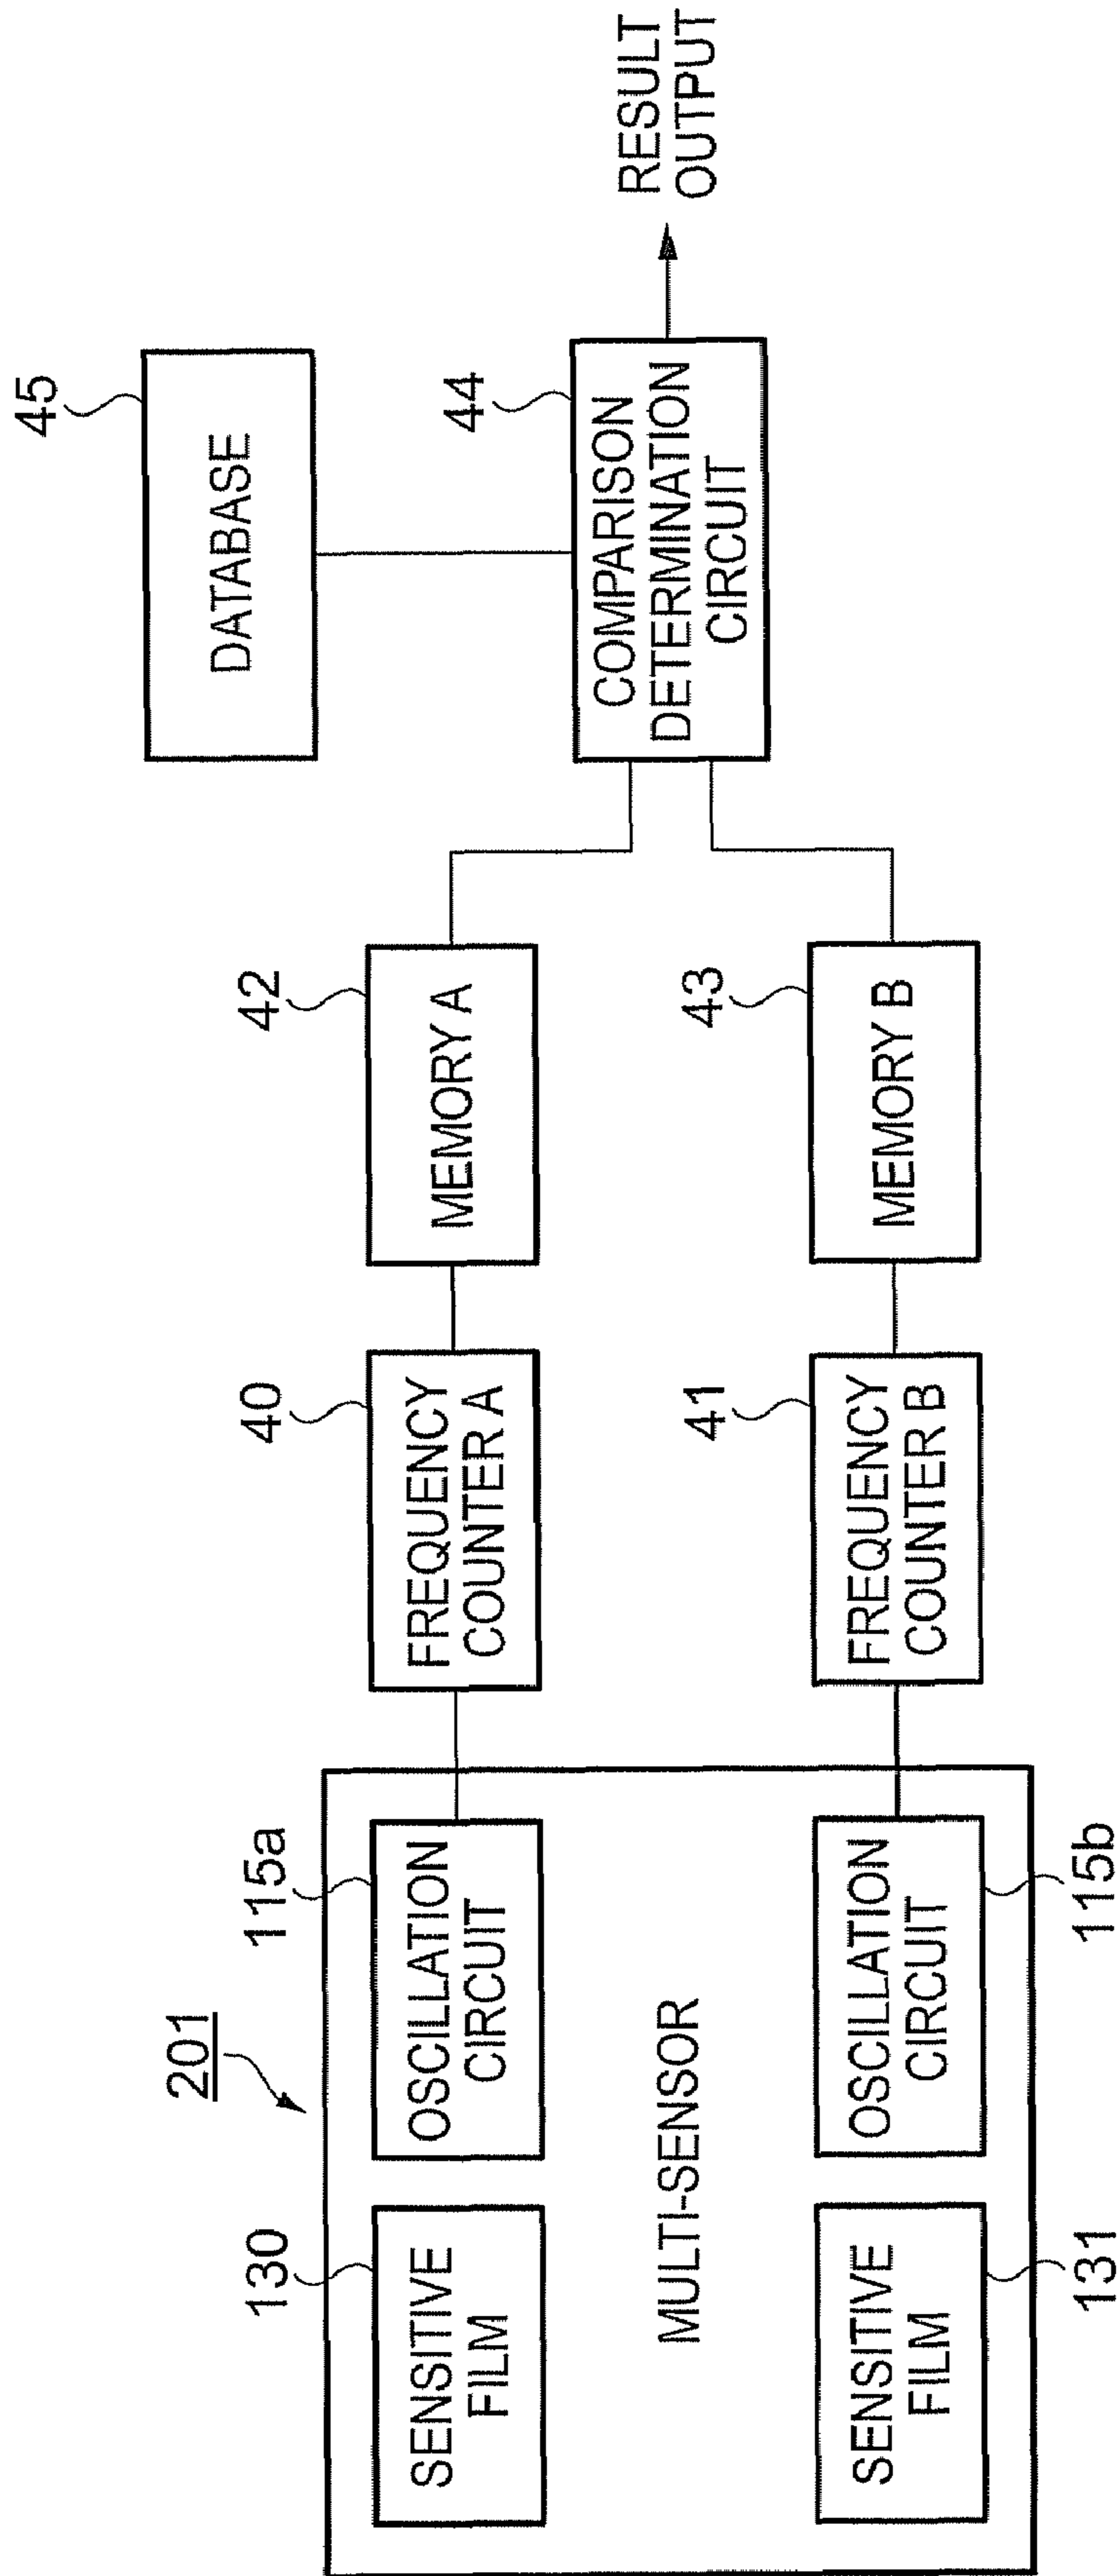 45
DATABASE
44
COMPARISON
DETERMINATION
CIRCUIT
RESULT
OUTPUT
42
MEMORY A
43
MEMORY B
40
FREQUENCY
COUNTER A
41
FREQUENCY
COUNTER B
201
115a
OSCILLATION
CIRCUIT
130
SENSITIVE
FILM
MULTI-SENSOR
OSCILLATION
CIRCUIT
115b
SENSITIVE
FILM
131